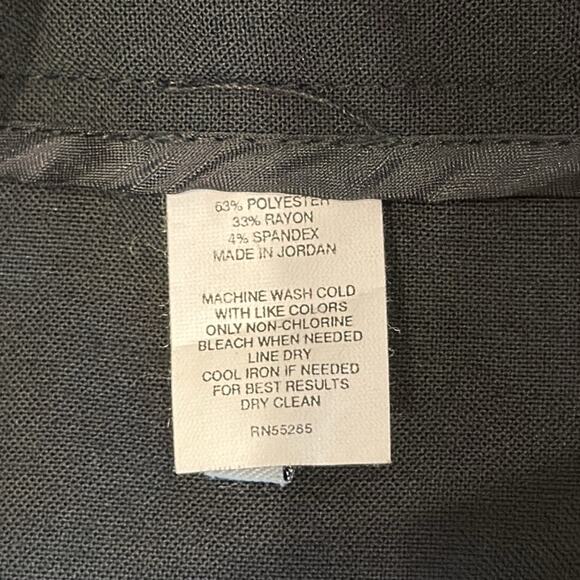 63% POLYESTER
33% RAYON
4% SPANDEX
MADE IN JORDAN
MACHINE WASH COLD
WITH LIKE COLORS
ONLY NON-CHLORINE
BLEACH WHEN NEEDED
LINE DRY
COOL IRON IF NEEDED
FOR BEST RESULTS
DRY CLEAN
RN55285